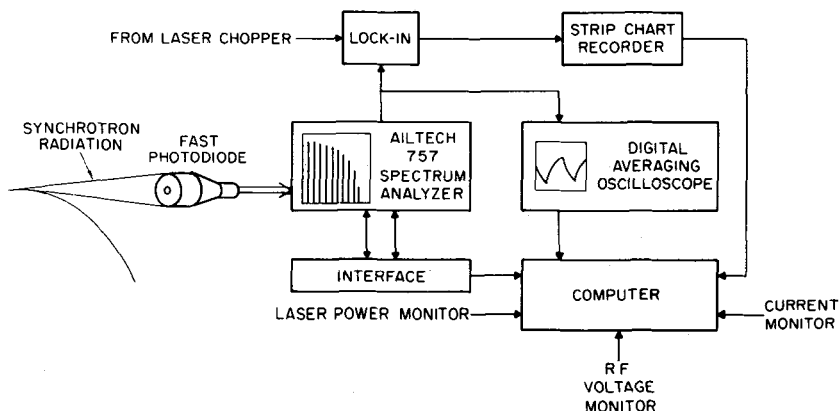 FROM LASER CHOPPER
LOCK-IN
STRIP CHART
RECORDER
SYNCHROTRON
RADIATION
FAST
PHOTODIODE
AILTECH
757
SPECTRUM
ANALYZER
DIGITAL
AVERAGING
OSCILLOSCOPE
INTERFACE
COMPUTER
LASER POWER MONITOR
CURRENT
MONITOR
RF
VOLTAGE
MONITOR